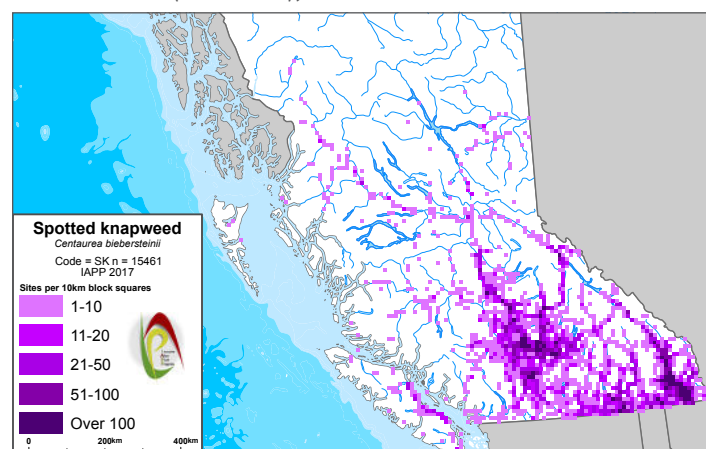 Spotted knapweed
Centaurea biebersteinii
Code = SK n = 15461
IAPP 2017
Sites per 10km block squares
1-10
11-20
21-50
51-100
Over 100
0 200km 400km